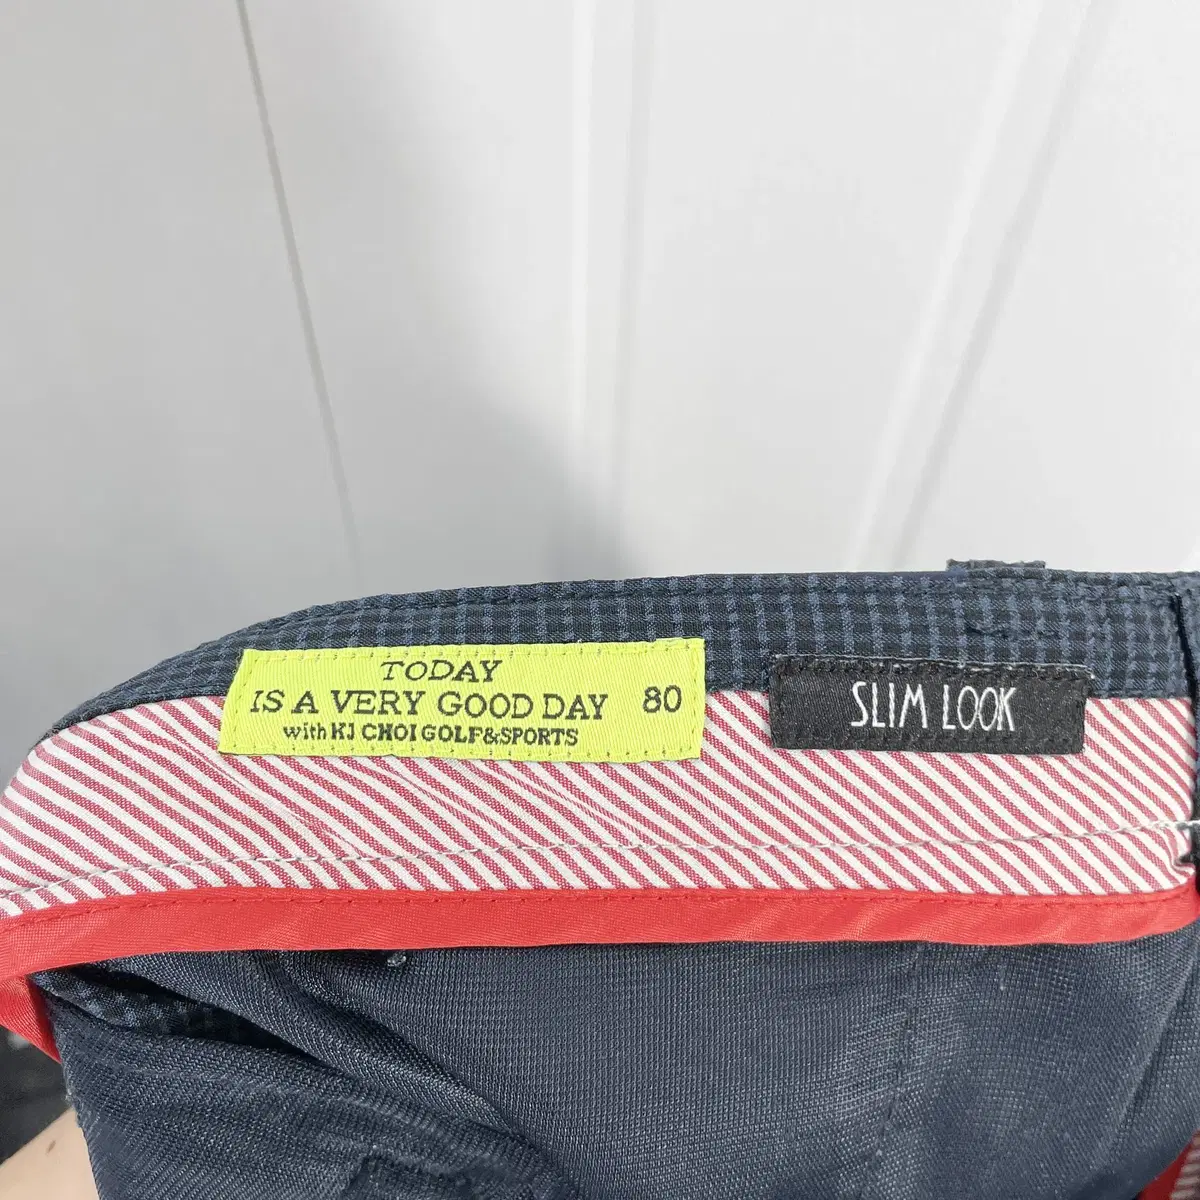 TODAY
IS A VERY GOOD DAY 80
with KJ CHOI GOLF&SPORTS
SLIM LOOK